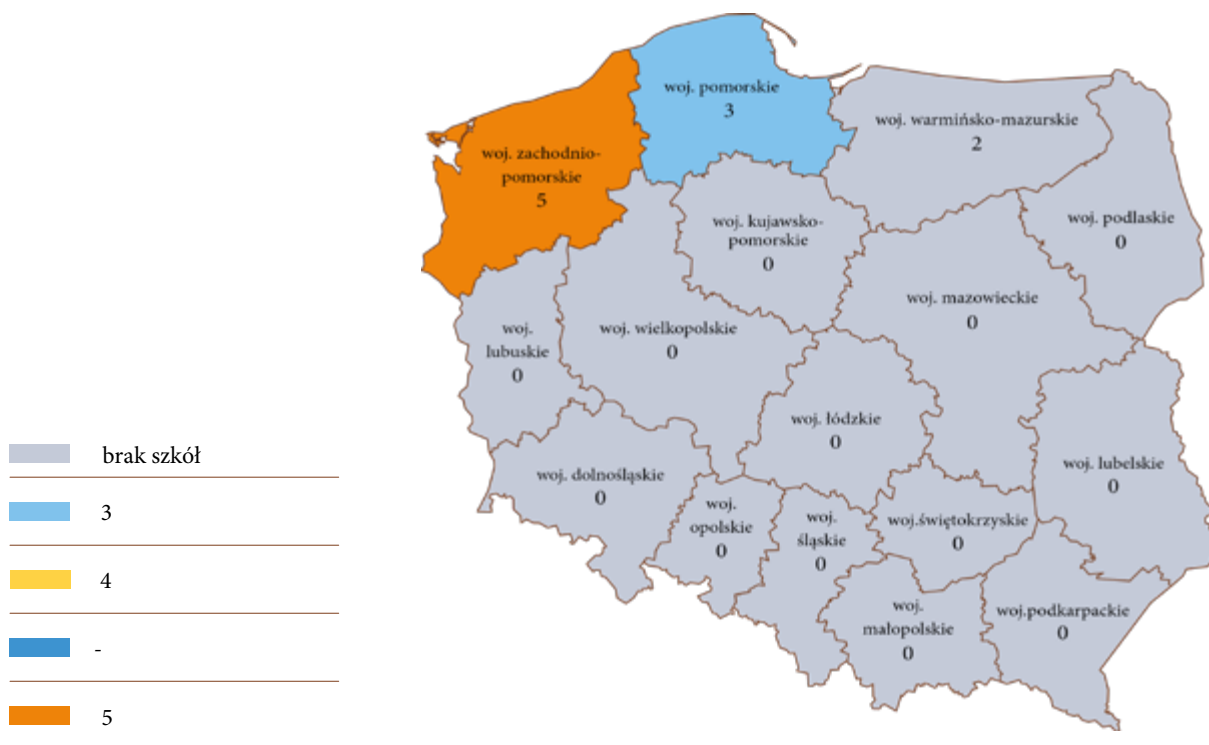 woj. pomorskie
3
woj. warmińsko-mazurskie
2
woj. zachodnio-
pomorskie
5
woj. kujawsko-
pomorskie
0
woj. podlaskie
0
woj. mazowieckie
0
woj.
lubuskie
0
woj. wielkopolskie
0
woj. łódzkie
0
woj. lubelskie
0
woj. dolnośląskie
0
woj.
opolskie
0
woj.
śląskie
0
woj.świętokrzyskie
0
woj.
małopolskie
0
woj.podkarpackie
0
brak szkół
3
4
-
5